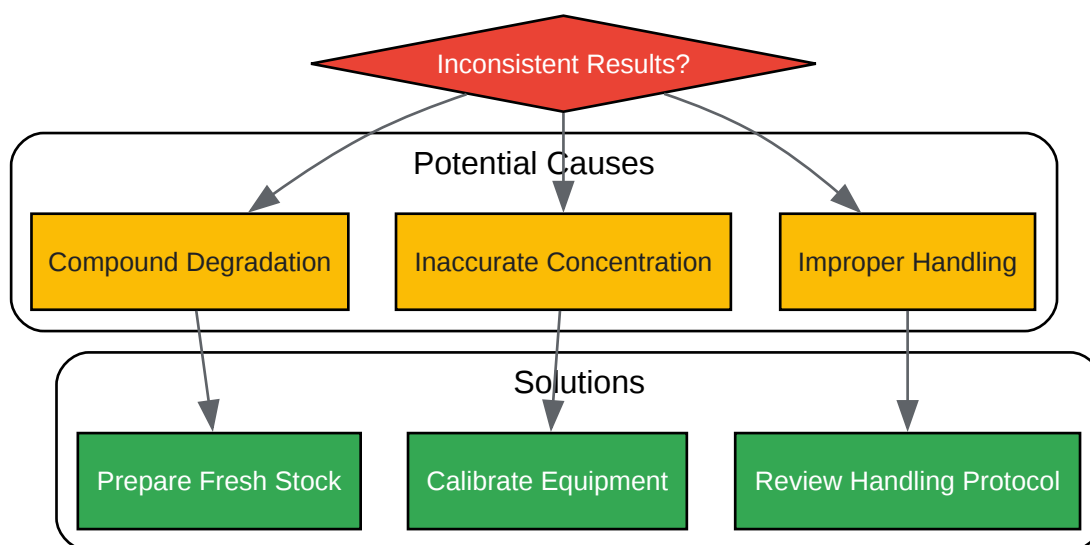 Inconsistent Results?
Potential Causes
Compound Degradation
Inaccurate Concentration
Improper Handling
Solutions
Prepare Fresh Stock
Calibrate Equipment
Review Handling Protocol